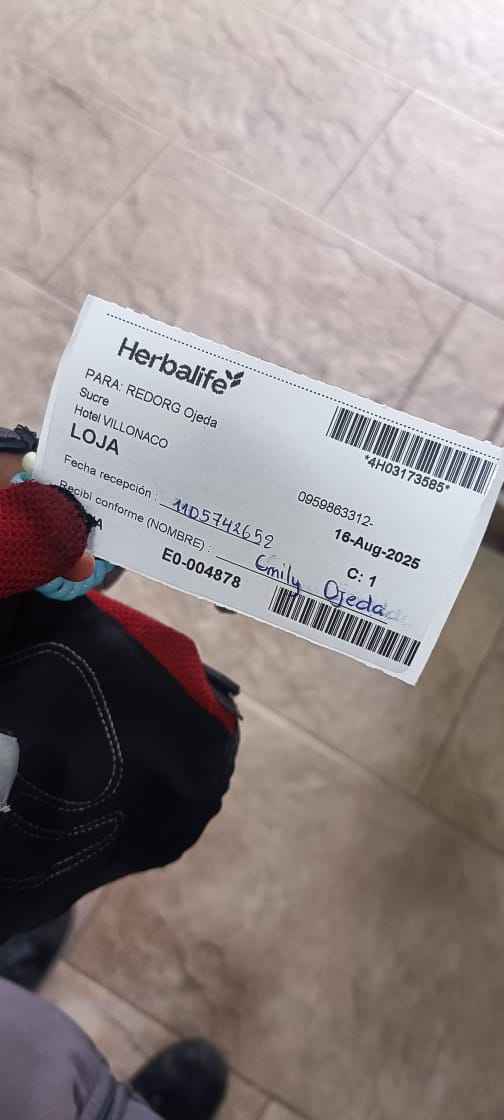 Herbalife
PARA: REDORG Ojeda
Sucre
Hotel VILLONACO
LOJA
*4H03173585*
0959863312-
16-Aug-2025
Fecha recepción : 1105742652
C: 1
Recibi conforme (NOMBRE) : Emily Ojeda
E0-004878